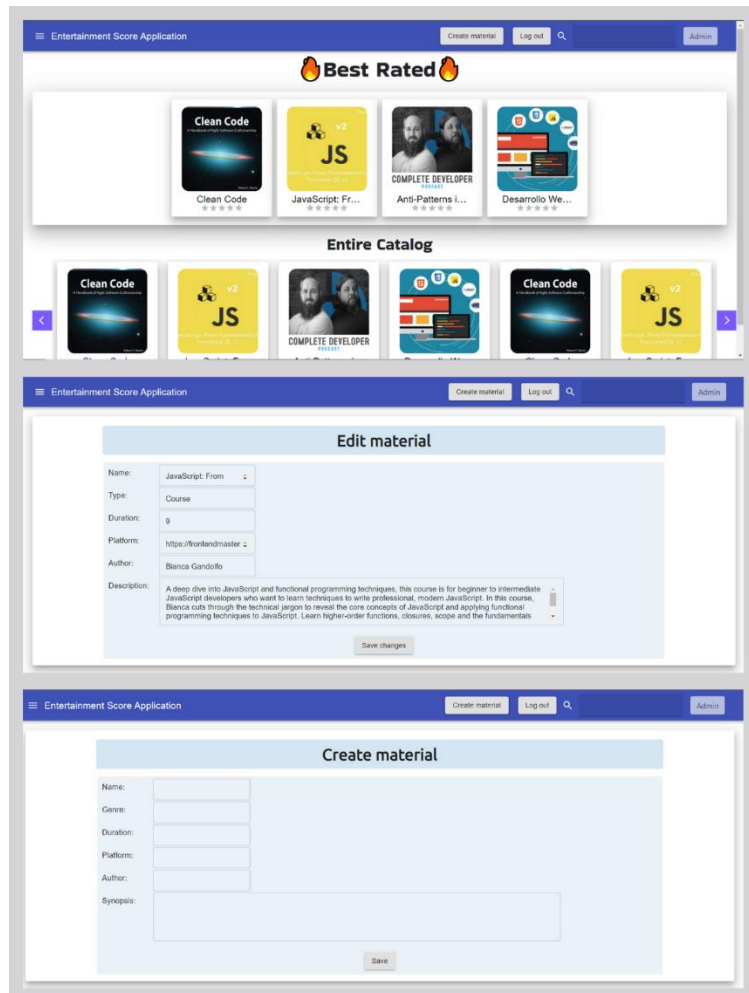 Entertainment Score Application Create material Log out Admin
🔥Best Rated🔥
Clean Code
A Handbook of Agile Software Craftsmanship
v2
JS
COMPLETE DEVELOPER
PODCAST
Clean Code JavaScript: Fr... Anti-Patterns i... Desarrollo We...
Entire Catalog
Clean Code
v2
JS
COMPLETE DEVELOPER
PODCAST
Clean Code
v2
JS
Entertainment Score Application Create material Log out Admin
Edit material
Name: JavaScript: From
Type: Course
Duration: 9
Platform: https://frontendmaster
Author: Bianca Gandolfo
Description: A deep dive into JavaScript and functional programming techniques, this course is for beginner to intermediate
JavaScript developers who want to learn techniques to write professional, modern JavaScript. In this course,
Bianca cuts through the technical jargon to reveal the core concepts of JavaScript and applying functional
programming techniques to JavaScript. Learn higher-order functions, closures, scope and the fundamentals
Save changes
Entertainment Score Application Create material Log out Admin
Create material
Name:
Genre:
Duration:
Platform:
Author:
Synopsis:
Save